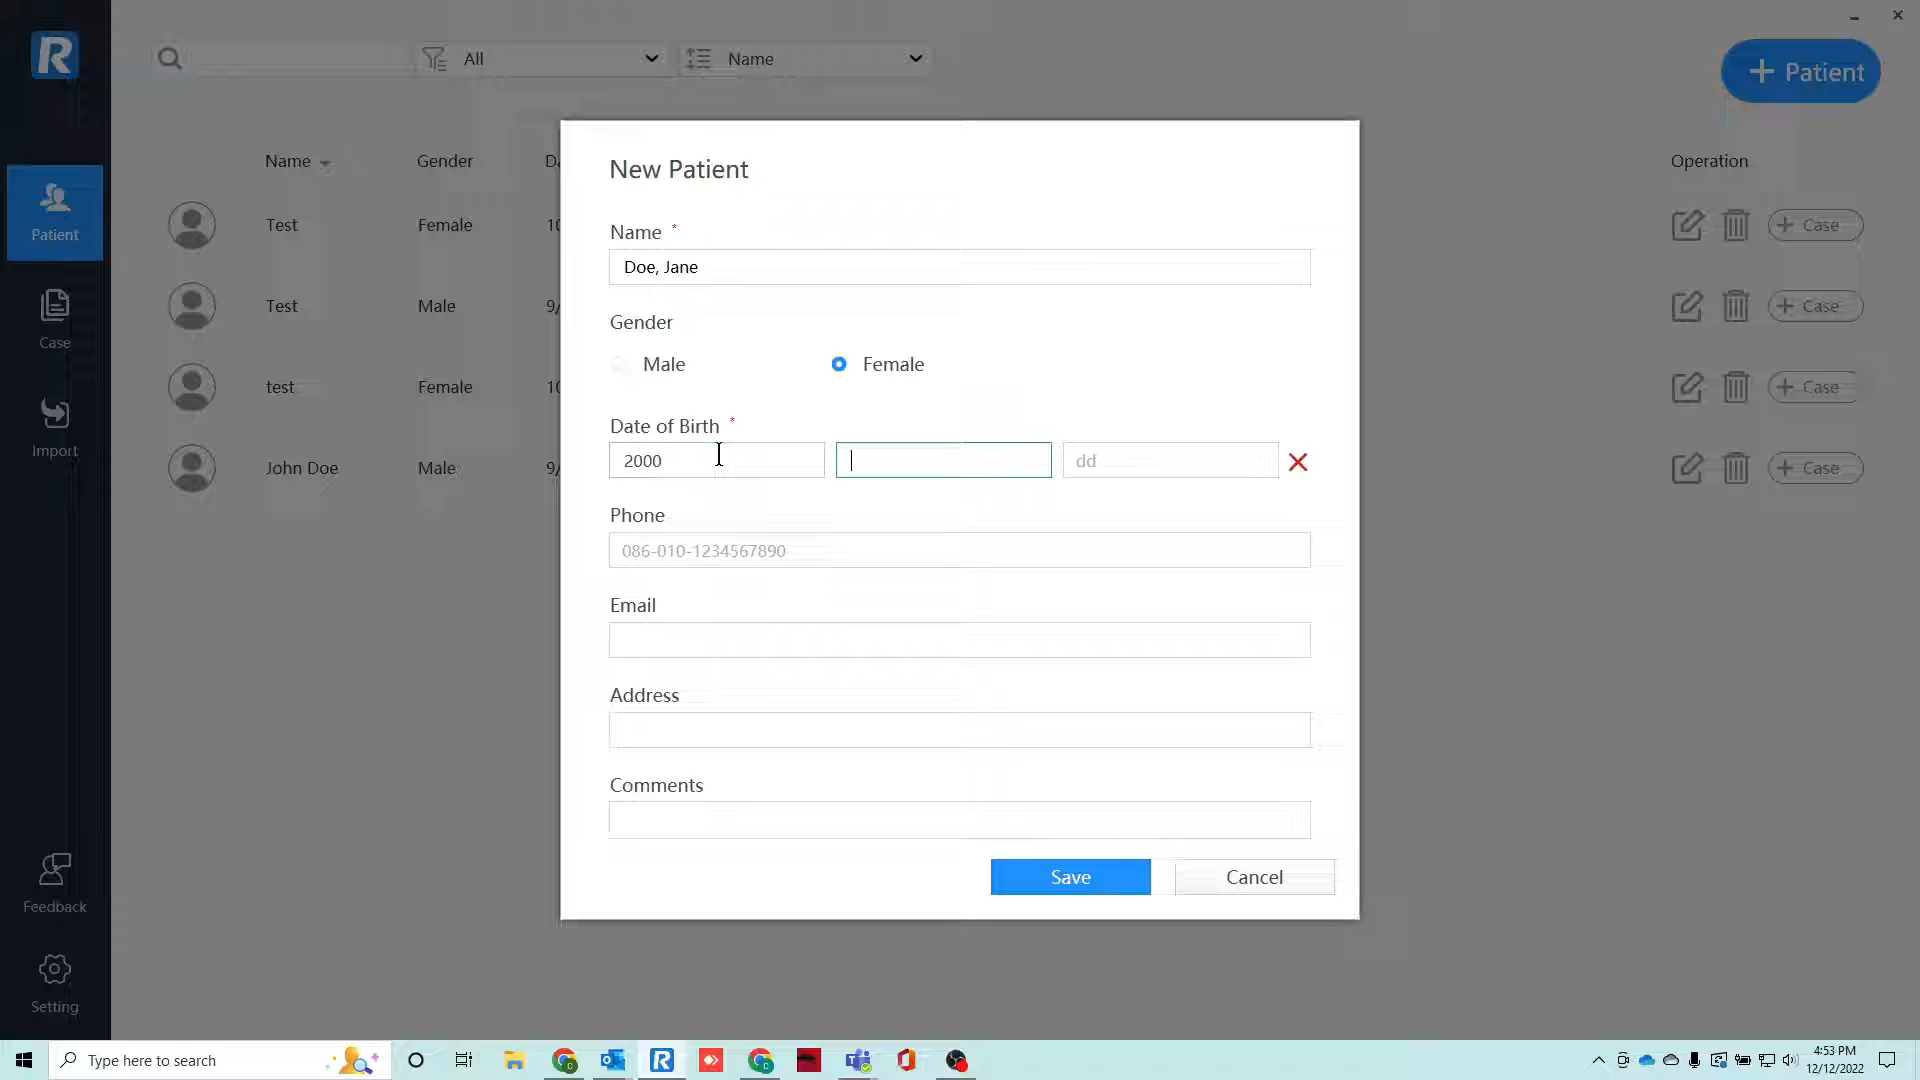 R
All
Name
+ Patient
Name
Gender
Operation
Test
Female
+ Case
Test
Male
+ Case
test
Female
+ Case
John Doe
Male
+ Case
Patient
Case
Import
Feedback
Setting
New Patient
Name *
Doe, Jane
Gender
Male
Female
Date of Birth *
2000
dd
Phone
086-010-1234567890
Email
Address
Comments
Save
Cancel
Type here to search
4:53 PM
12/12/2022